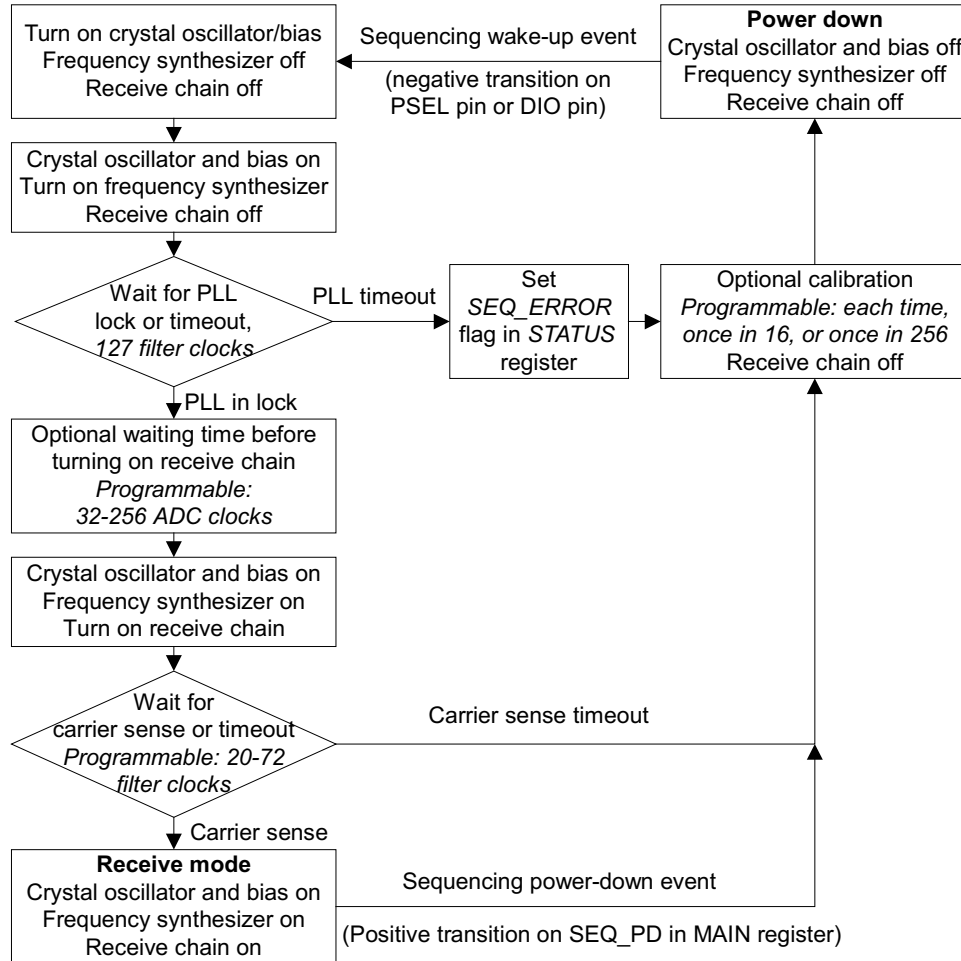 Turn on crystal oscillator/bias
Frequency synthesizer off
Receive chain off
Sequencing wake-up event
(negative transition on
PSEL pin or DIO pin)
Power down
Crystal oscillator and bias off
Frequency synthesizer off
Receive chain off
Crystal oscillator and bias on
Turn on frequency synthesizer
Receive chain off
Wait for PLL
lock or timeout,
127 filter clocks
PLL timeout
Set
SEQ_ERROR
flag in STATUS
register
Optional calibration
Programmable: each time,
once in 16, or once in 256
Receive chain off
PLL in lock
Optional waiting time before
turning on receive chain
Programmable:
32-256 ADC clocks
Crystal oscillator and bias on
Frequency synthesizer on
Turn on receive chain
Wait for
carrier sense or timeout
Programmable: 20-72
filter clocks
Carrier sense timeout
Carrier sense
Receive mode
Crystal oscillator and bias on
Frequency synthesizer on
Receive chain on
Sequencing power-down event
(Positive transition on SEQ_PD in MAIN register)